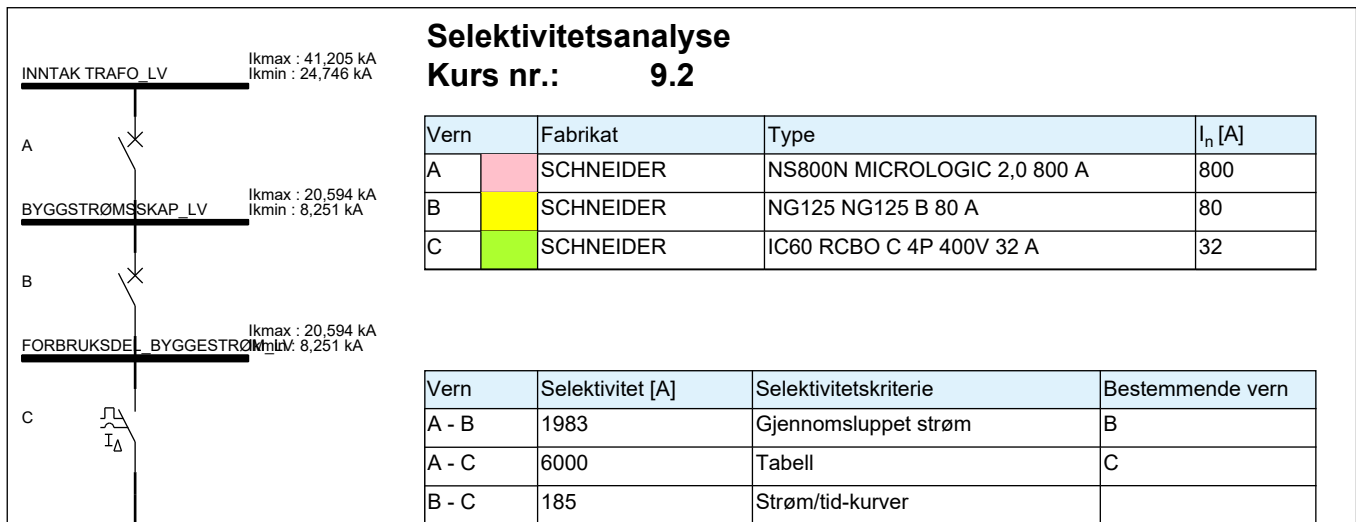 Selektivitetsanalyse
Kurs nr.: 9.2
Ikmax : 41,205 kA
INNTAK TRAFO_LV Ikmin : 24,746 kA
A
Ikmax : 20,594 kA
BYGGSTRØMSSKAP_LV Ikmin : 8,251 kA
B
Ikmax : 20,594 kA
FORBRUKSDEL_BYGGESTRØM_LV Ikmin : 8,251 kA
C
I∆
Vern Fabrikat Type In [A]
A SCHNEIDER NS800N MICROLOGIC 2,0 800 A 800
B SCHNEIDER NG125 NG125 B 80 A 80
C SCHNEIDER IC60 RCBO C 4P 400V 32 A 32
Vern Selektivitet [A] Selektivitetskriterie Bestemmende vern
A - B 1983 Gjennomsluppet strøm B
A - C 6000 Tabell C
B - C 185 Strøm/tid-kurver